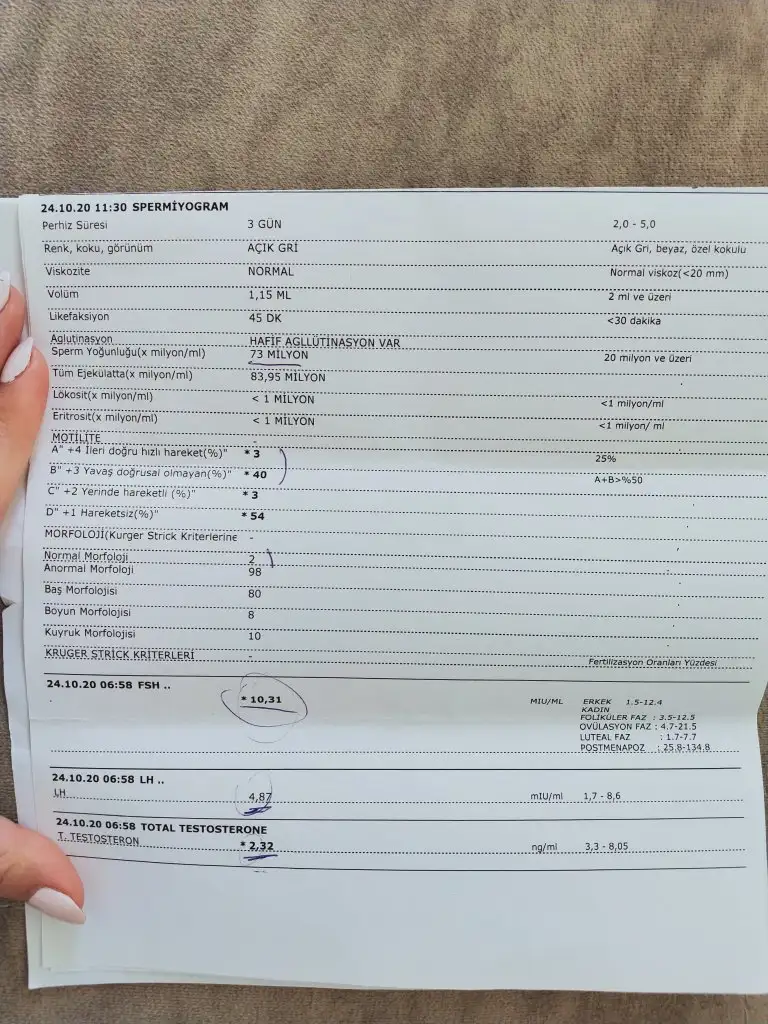 24.10.20 11:30 SPERMİYOGRAM
Perhiz Süresi 3 GÜN 2,0 - 5,0
Renk, koku, görünüm AÇIK GRİ Açık Gri, beyaz, özel kokulu
Viskozite NORMAL Normal viskoz(<20 mm)
Volüm 1,15 ML 2 ml ve üzeri
Likefaksiyon 45 DK <30 dakika
Aglutinasyon HAFİF AGLLÜTİNASYON VAR
Sperm Yoğunluğu(x milyon/ml) 73 MİLYON 20 milyon ve üzeri
Tüm Ejekülatta(x milyon/ml) 83,95 MİLYON
Lökosit(x milyon/ml) < 1 MİLYON <1 milyon/ml
Eritrosit(x milyon/ml) < 1 MİLYON <1 milyon/ ml
MOTİLİTE -
A" +4 İleri doğru hızlı hareket(%)" * 3 25%
B" +3 Yavaş doğrusal olmayan(%)" * 40 A+B>%50
C" +2 Yerinde hareketli (%)" * 3
D" +1 Hareketsiz(%)" * 54
MORFOLOJİ(Kurger Strick Kriterlerine -
Normal Morfoloji 2
Anormal Morfoloji 98
Baş Morfolojisi 80
Boyun Morfolojisi 8
Kuyruk Morfolojisi 10
KRUGER STRİCK KRİTERLERİ - Fertilizasyon Oranları Yüzdesi
24.10.20 06:58 FSH ..
* 10,31 MIU/ML ERKEK 1.5-12.4
KADIN
FOLİKÜLER FAZ : 3.5-12.5
OVÜLASYON FAZ : 4.7-21.5
LUTEAL FAZ : 1.7-7.7
POSTMENAPOZ : 25.8-134.8
24.10.20 06:58 LH ..
LH 4,87 mIU/ml 1,7 - 8,6
24.10.20 06:58 TOTAL TESTOSTERONE
T. TESTOSTERON * 2,32 ng/ml 3,3 - 8,05